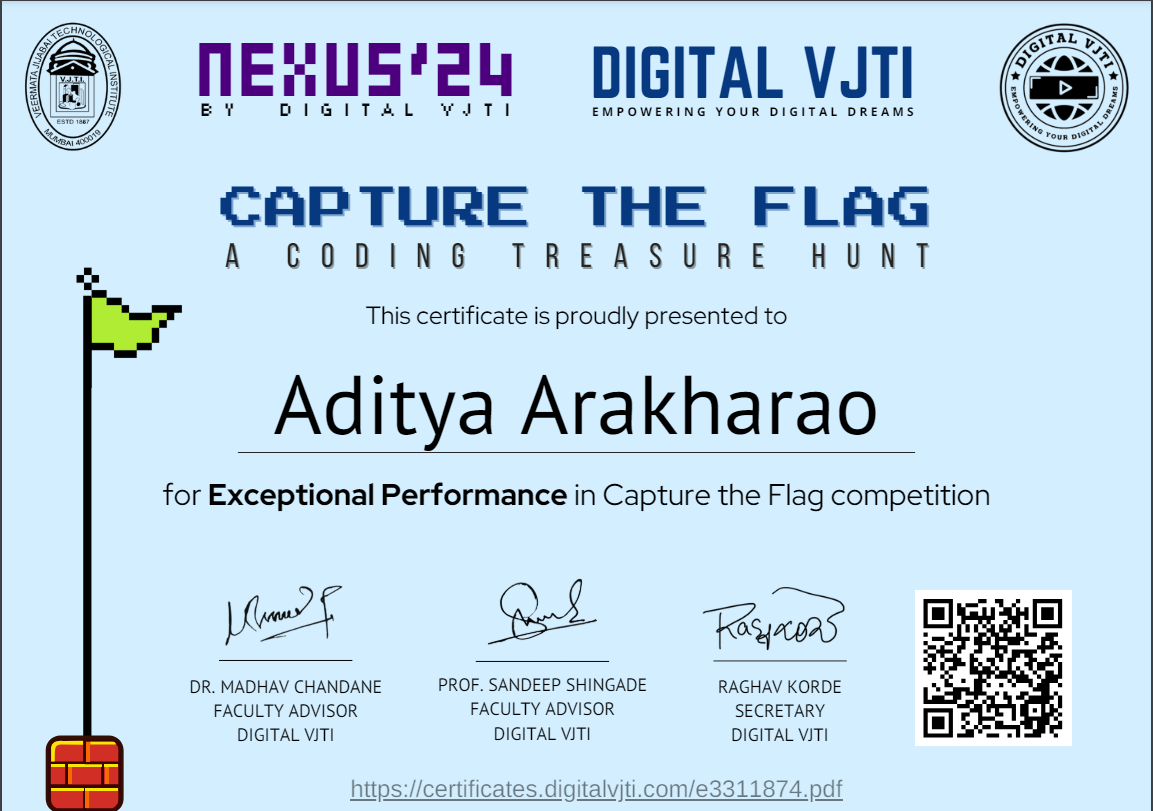 VEERMATA JIJABAI TECHNOLOGICAL INSTITUTE
V.J.T.I.
ESTD 1887
MUMBAI 400019
NEXUS'24
BY DIGITAL VJTI
DIGITAL VJTI
EMPOWERING YOUR DIGITAL DREAMS
DIGITAL VJTI
EMPOWERING YOUR DIGITAL DREAMS
CAPTURE THE FLAG
A CODING TREASURE HUNT
This certificate is proudly presented to
Aditya Arakharao
for Exceptional Performance in Capture the Flag competition
DR. MADHAV CHANDANE
FACULTY ADVISOR
DIGITAL VJTI
PROF. SANDEEP SHINGADE
FACULTY ADVISOR
DIGITAL VJTI
RAGHAV KORDE
SECRETARY
DIGITAL VJTI
https://certificates.digitalvjti.com/e3311874.pdf